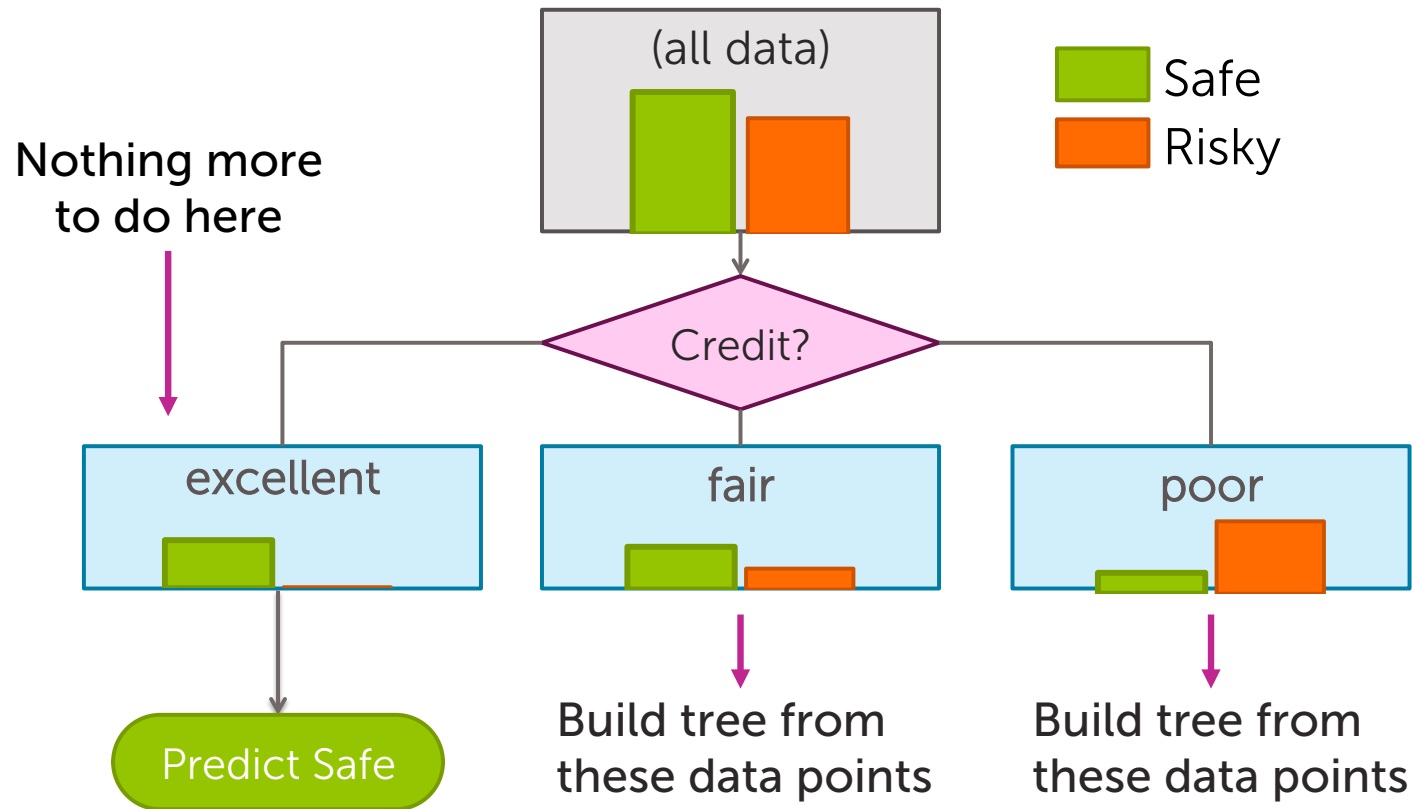 (all data)
Safe
Risky
Nothing more
to do here
Credit?
excellent
fair
poor
Predict Safe
Build tree from
these data points
Build tree from
these data points